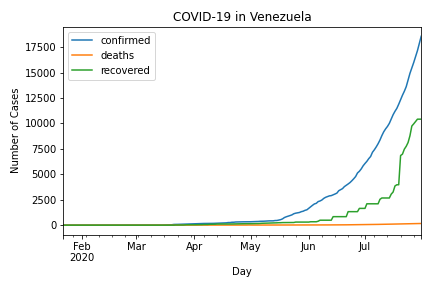 COVID-19 in Venezuela
confirmed
deaths
recovered
Number of Cases
17500
15000
12500
10000
7500
5000
2500
0
Feb
2020
Mar
Apr
May
Jun
Jul
Day